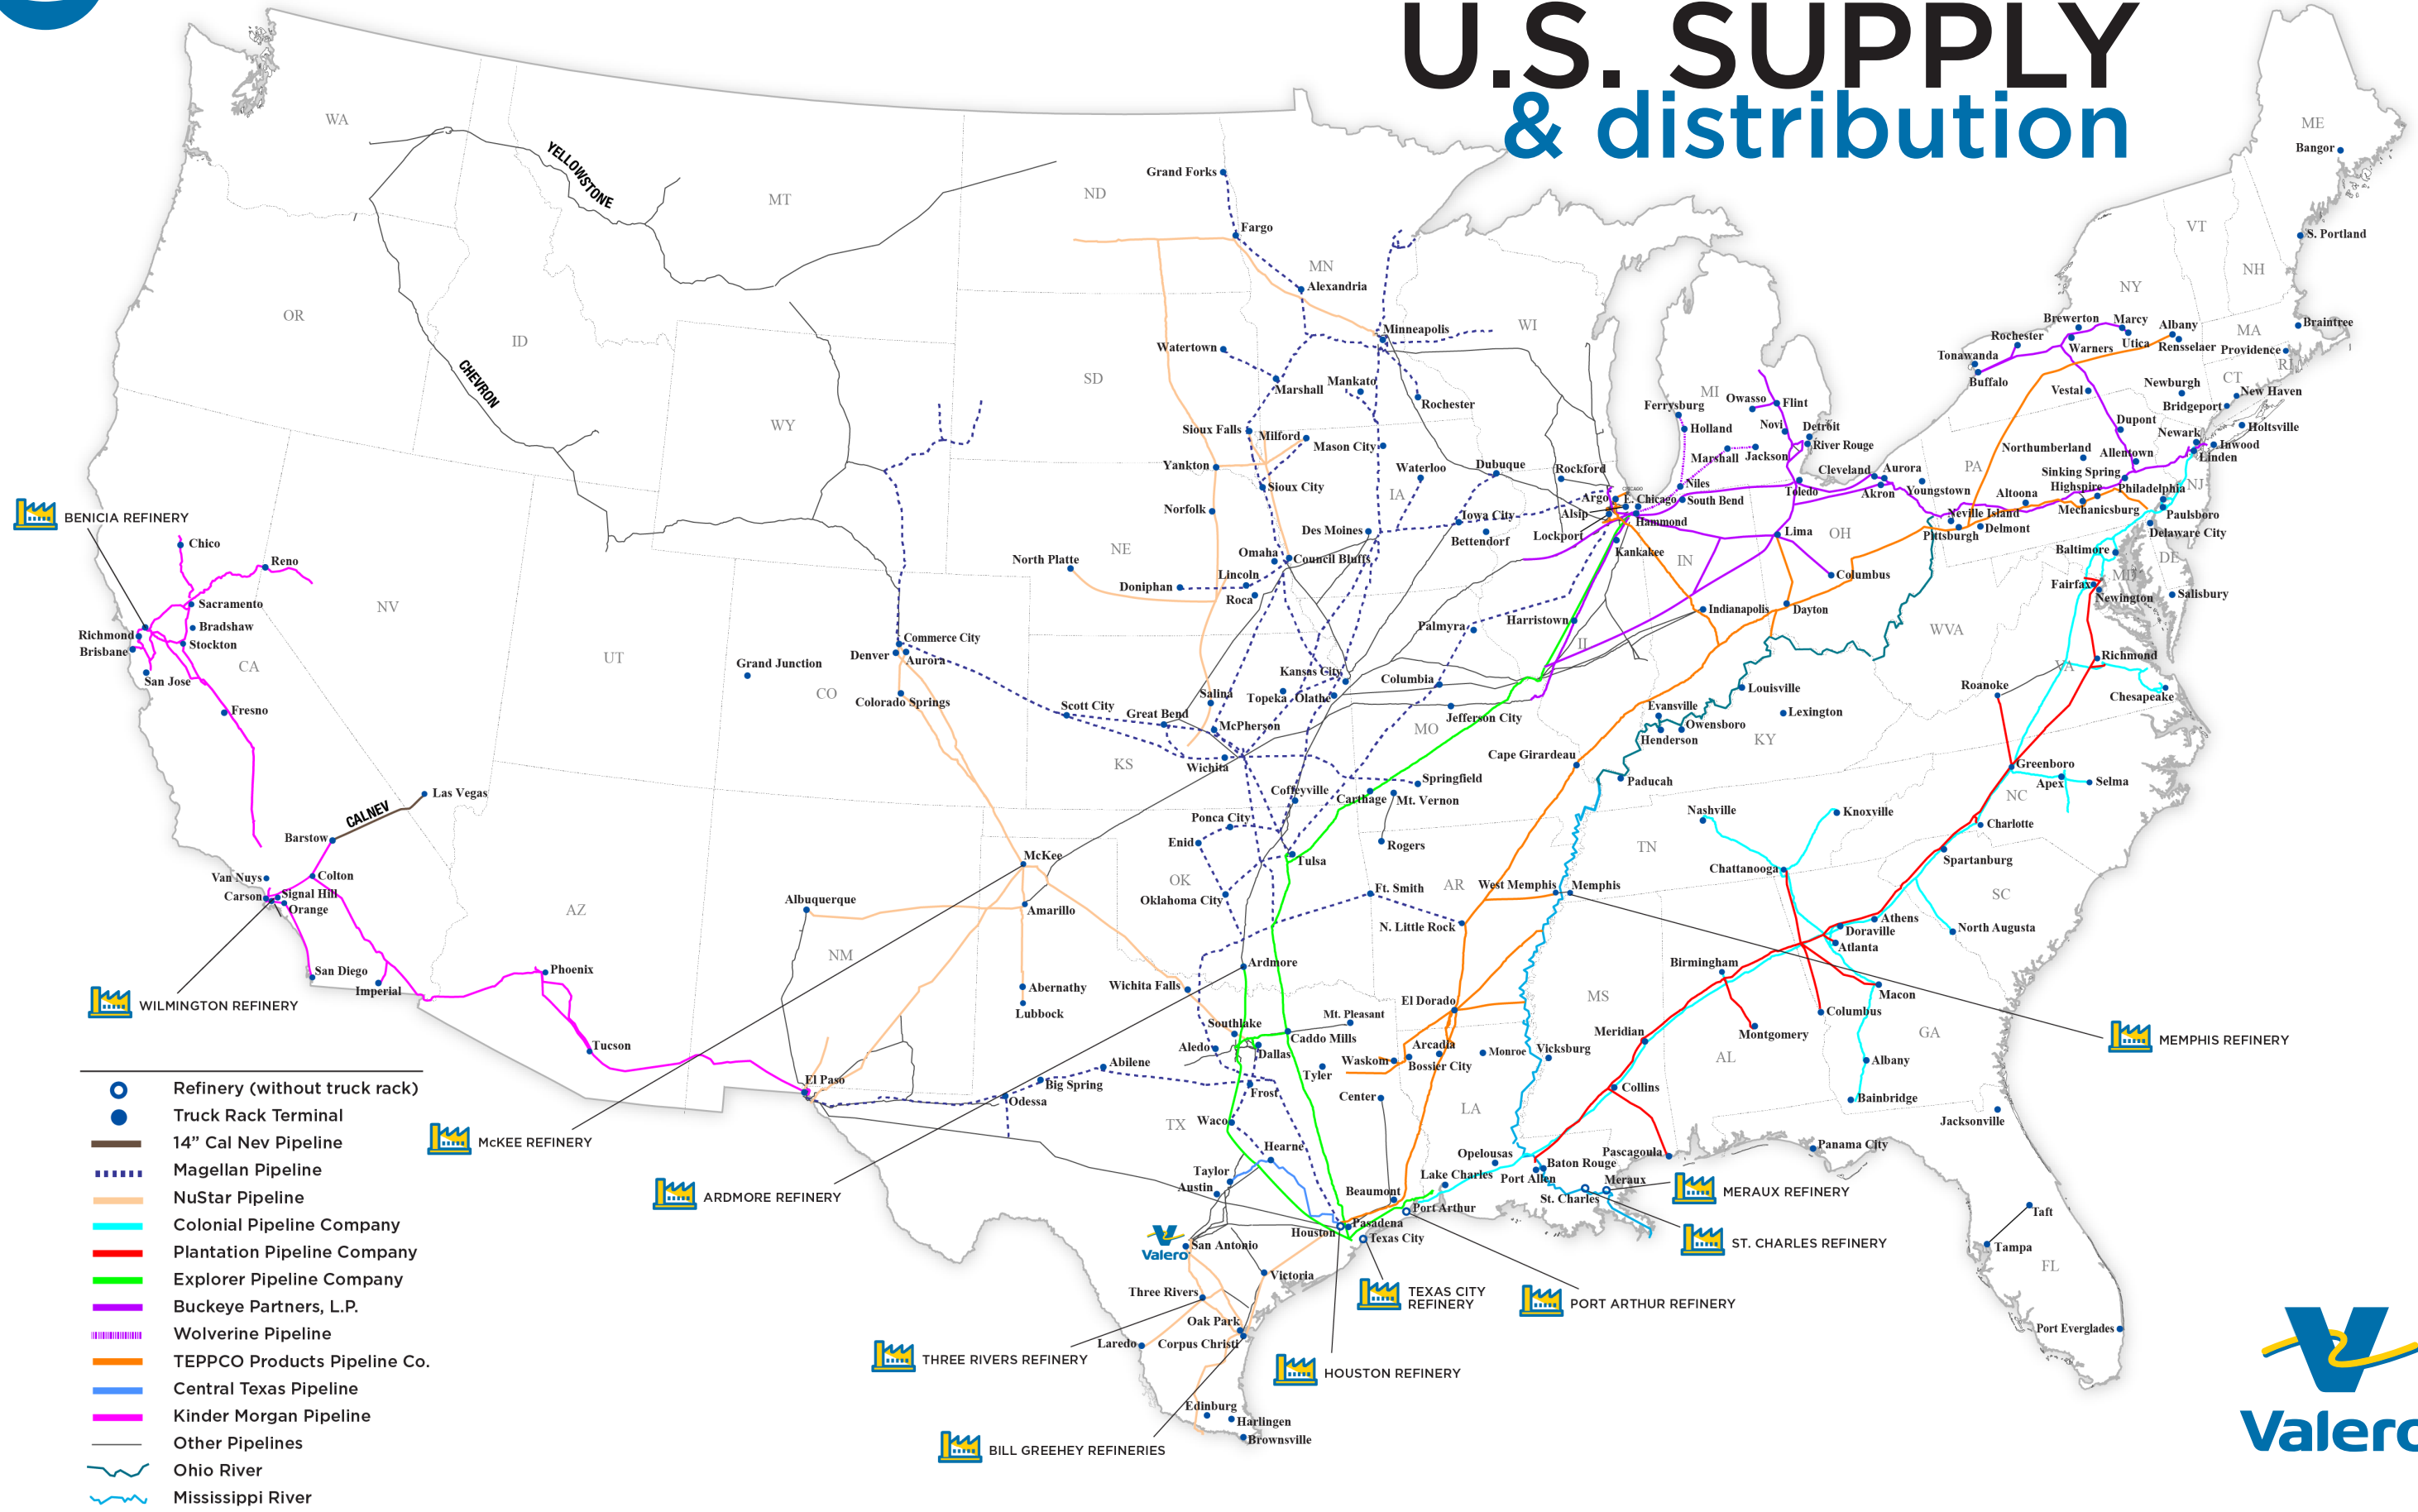 U.S. SUPPLY
& distribution
WA
OR
CA
NV
ID
MT
WY
UT
AZ
CO
NM
ND
SD
NE
KS
OK
TX
MN
IA
MO
AR
LA
WI
IL
MI
IN
OH
KY
TN
MS
AL
GA
FL
SC
NC
VA
WVA
PA
NY
VT
NH
ME
MA
RI
CT
NJ
DE
MD
YELLOWSTONE
CHEVRON
CALNEV
Grand Forks
Fargo
Alexandria
Minneapolis
Watertown
Marshall
Mankato
Rochester
Sioux Falls
Milford
Mason City
Yankton
Waterloo
Dubuque
Rockford
Sioux City
Norfolk
Des Moines
Iowa City
Bettendorf
North Platte
Omaha
Council Bluffs
Doniphan
Lincoln
Roca
Palmyra
Harristown
CHICAGO
Argo
E. Chicago
Alsip
Hammond
Lockport
Kankakee
Ferrysburg
Holland
Owasso
Flint
Novi
Detroit
River Rouge
Marshall
Jackson
Niles
South Bend
Toledo
Cleveland
Aurora
Akron
Youngstown
Lima
Columbus
Indianapolis
Dayton
Tonawanda
Buffalo
Rochester
Brewerton
Warners
Marcy
Utica
Albany
Rensselaer
Vestal
Newburgh
Bridgeport
New Haven
Holtsville
Dupont
Newark
Inwood
Linden
Northumberland
Allentown
Sinking Spring
Highspire
Philadelphia
Altoona
Mechanicsburg
Paulsboro
Neville Island
Delmont
Pittsburgh
Delaware City
Baltimore
Fairfax
Newington
Salisbury
Richmond
Chesapeake
Roanoke
Bangor
S. Portland
Braintree
Providence
Commerce City
Denver
Aurora
Colorado Springs
Grand Junction
Scott City
Great Bend
Salina
McPherson
Wichita
Topeka
Olathe
Kansas City
Columbia
Jefferson City
Coffeyville
Carthage
Springfield
Mt. Vernon
Rogers
Ponca City
Enid
Tulsa
Oklahoma City
Ft. Smith
N. Little Rock
West Memphis
Memphis
Cape Girardeau
Paducah
Evansville
Henderson
Owensboro
Louisville
Lexington
Nashville
Knoxville
Chattanooga
Greenboro
Apex
Selma
Charlotte
Spartanburg
North Augusta
Athens
Doraville
Atlanta
Macon
Columbus
Birmingham
Montgomery
Albany
Bainbridge
Meridian
Collins
Vicksburg
Monroe
Pascagoula
Panama City
Jacksonville
Taft
Tampa
Port Everglades
Chico
Reno
Sacramento
Bradshaw
Richmond
Brisbane
Stockton
San Jose
Fresno
Las Vegas
Barstow
Van Nuys
Colton
Carson
Signal Hill
Orange
San Diego
Imperial
Phoenix
Tucson
Albuquerque
El Paso
McKee
Amarillo
Abernathy
Lubbock
Wichita Falls
Ardmore
Southlake
Mt. Pleasant
Caddo Mills
Aledo
Dallas
Abilene
Big Spring
Odessa
Frost
Tyler
Waskom
Arcadia
Bossier City
El Dorado
Center
Waco
Hearne
Taylor
Austin
Beaumont
Lake Charles
Opelousas
Baton Rouge
Port Allen
St. Charles
Meraux
Port Arthur
Pasadena
Houston
Texas City
Valero
San Antonio
Victoria
Three Rivers
Oak Park
Corpus Christi
Laredo
Edinburg
Harlingen
Brownsville
BENICIA REFINERY
WILMINGTON REFINERY
McKEE REFINERY
ARDMORE REFINERY
THREE RIVERS REFINERY
BILL GREEHEY REFINERIES
HOUSTON REFINERY
TEXAS CITY
REFINERY
PORT ARTHUR REFINERY
ST. CHARLES REFINERY
MERAUX REFINERY
MEMPHIS REFINERY
Refinery (without truck rack)
Truck Rack Terminal
14” Cal Nev Pipeline
Magellan Pipeline
NuStar Pipeline
Colonial Pipeline Company
Plantation Pipeline Company
Explorer Pipeline Company
Buckeye Partners, L.P.
Wolverine Pipeline
TEPPCO Products Pipeline Co.
Central Texas Pipeline
Kinder Morgan Pipeline
Other Pipelines
Ohio River
Mississippi River
Valero